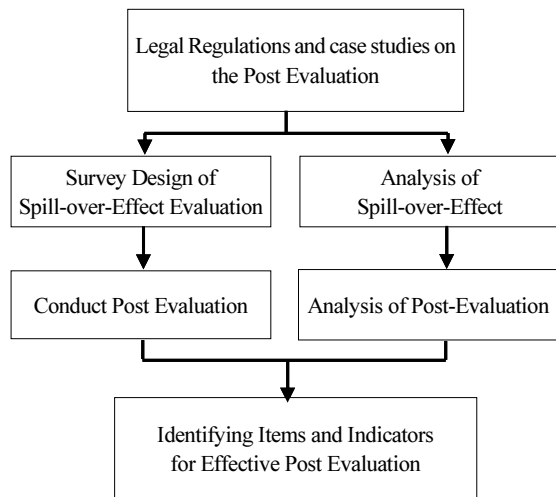 Legal Regulations and case studies on
the Post Evaluation
Survey Design of
Spill-over-Effect Evaluation
Analysis of
Spill-over-Effect
Conduct Post Evaluation
Analysis of Post-Evaluation
Identifying Items and Indicators
for Effective Post Evaluation